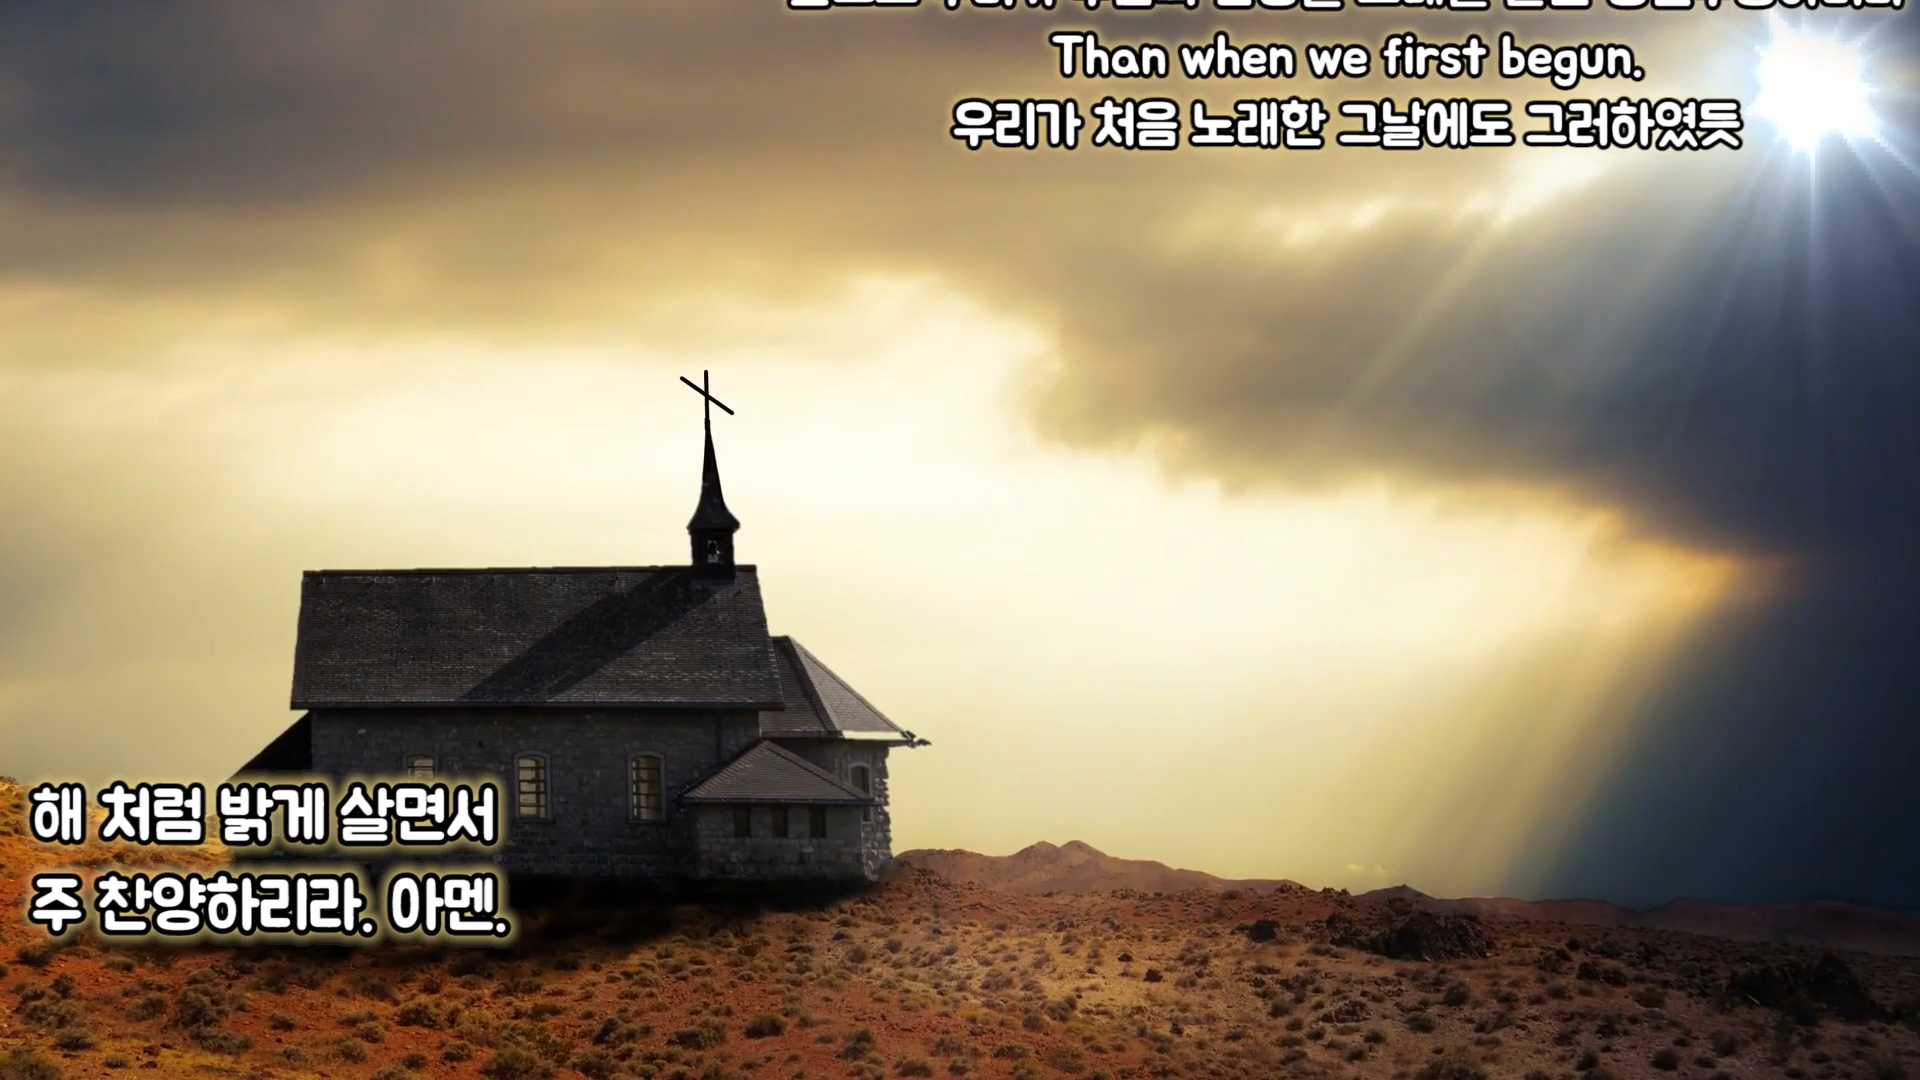 Than when we first begun.
우리가 처음 노래한 그날에도 그러하였듯
해 처럼 밝게 살면서
주 찬양하리라. 아멘.